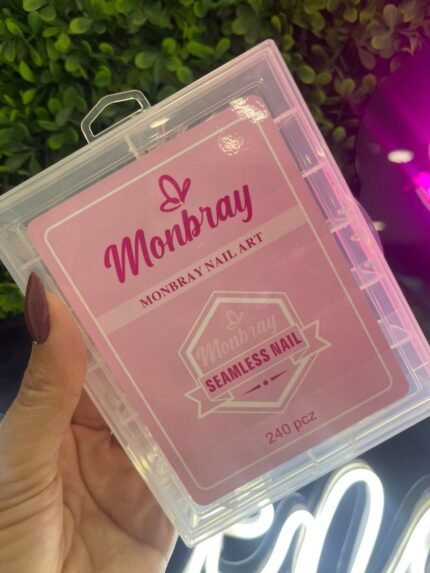 Monbray
MONBRAY NAIL ART
Monbray
SEAMLESS NAIL
240 pcz